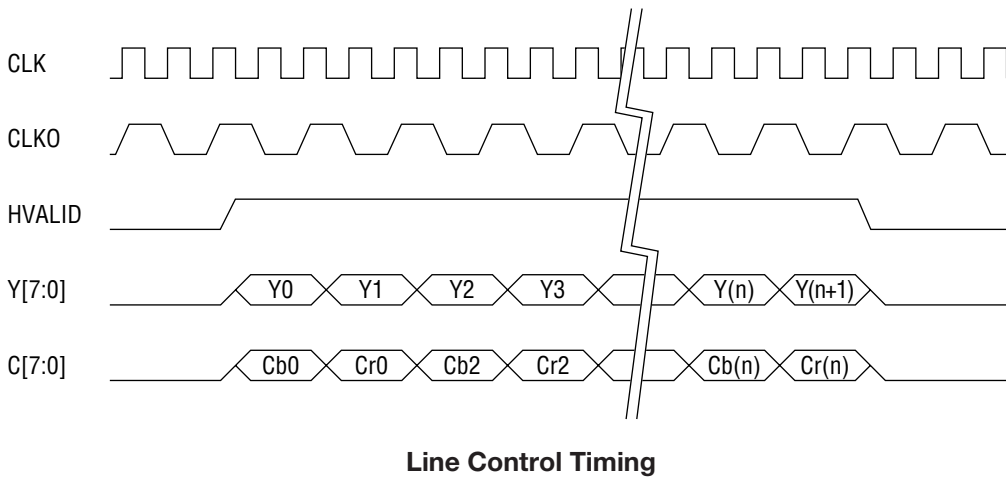 CLK
CLKO
HVALID
Y[7:0] Y0 Y1 Y2 Y3 Y(n) Y(n+1)
C[7:0] Cb0 Cr0 Cb2 Cr2 Cb(n) Cr(n)
Line Control Timing